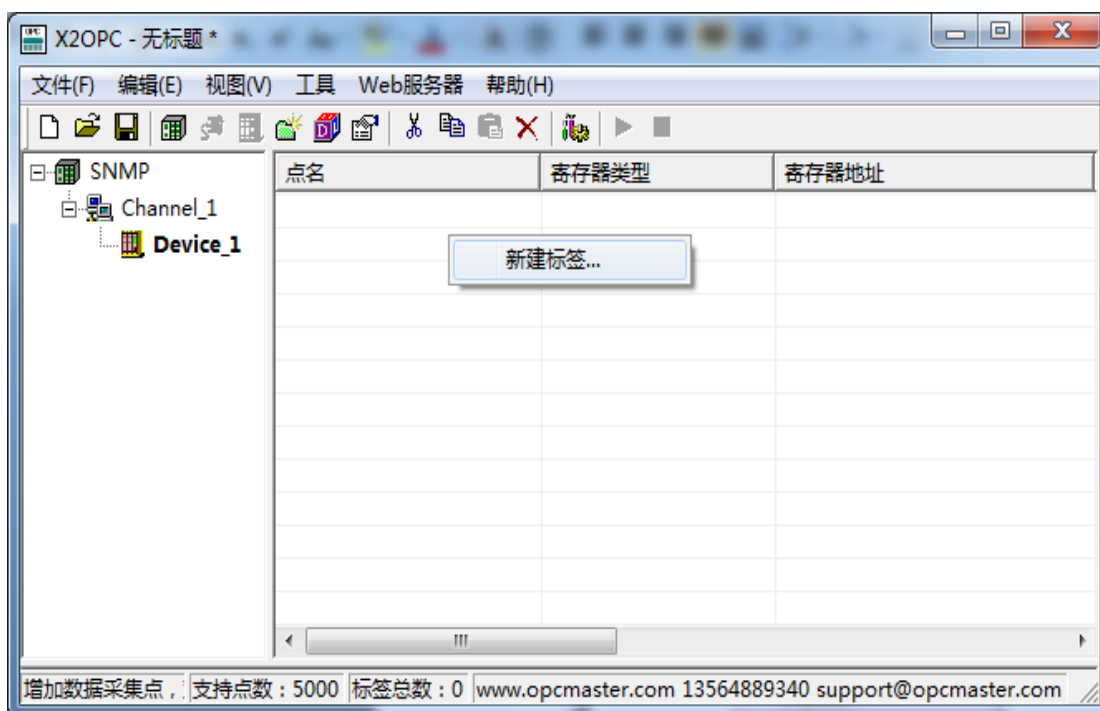 X2OPC - 无标题 *
文件(F) 编辑(E) 视图(V) 工具 Web服务器 帮助(H)
SNMP
Channel_1
Device_1
点名 寄存器类型 寄存器地址
新建标签...
增加数据采集点， 支持点数：5000 标签总数：0 www.opcmaster.com 13564889340 support@opcmaster.com